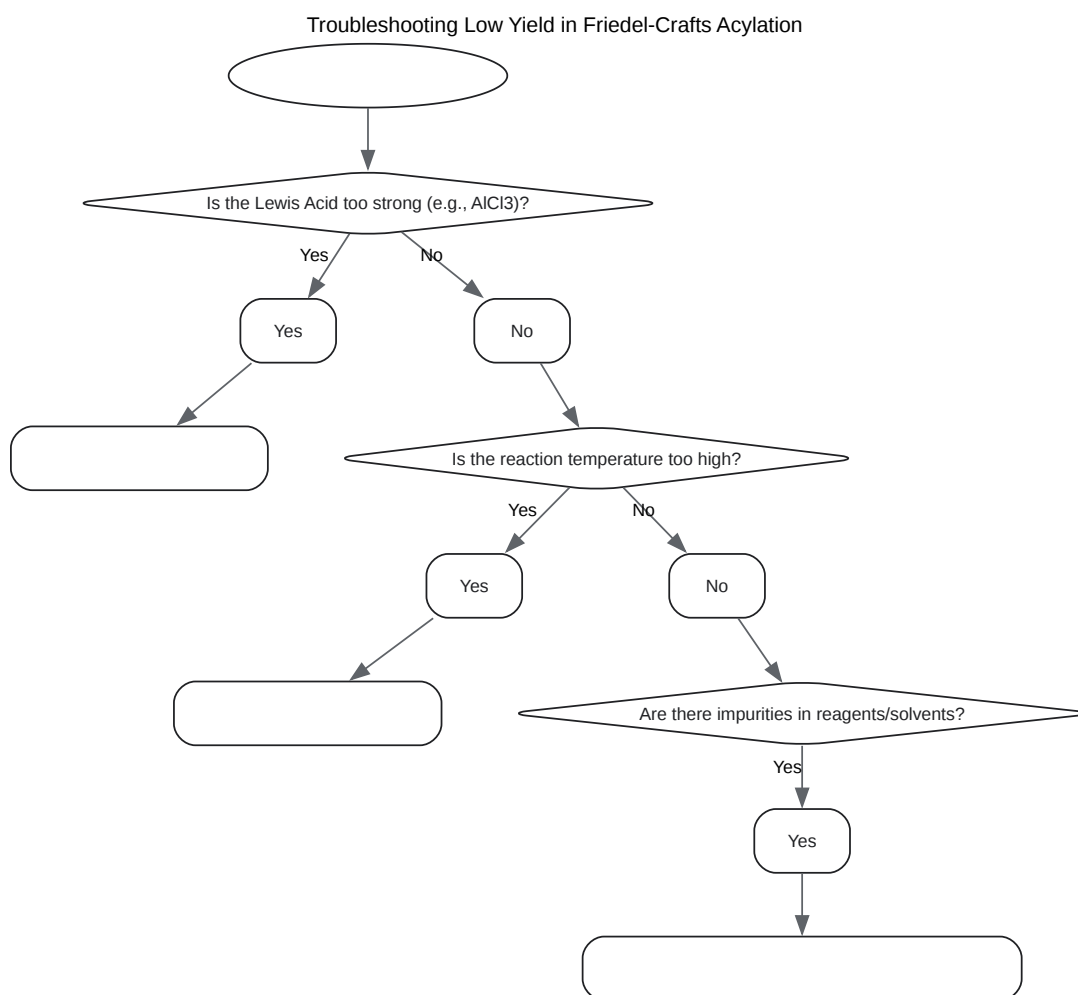 Troubleshooting Low Yield in Friedel-Crafts Acylation
Is the Lewis Acid too strong (e.g., AlCl3)?
Yes
No
Yes
No
Is the reaction temperature too high?
Yes
No
Yes
No
Are there impurities in reagents/solvents?
Yes
Yes